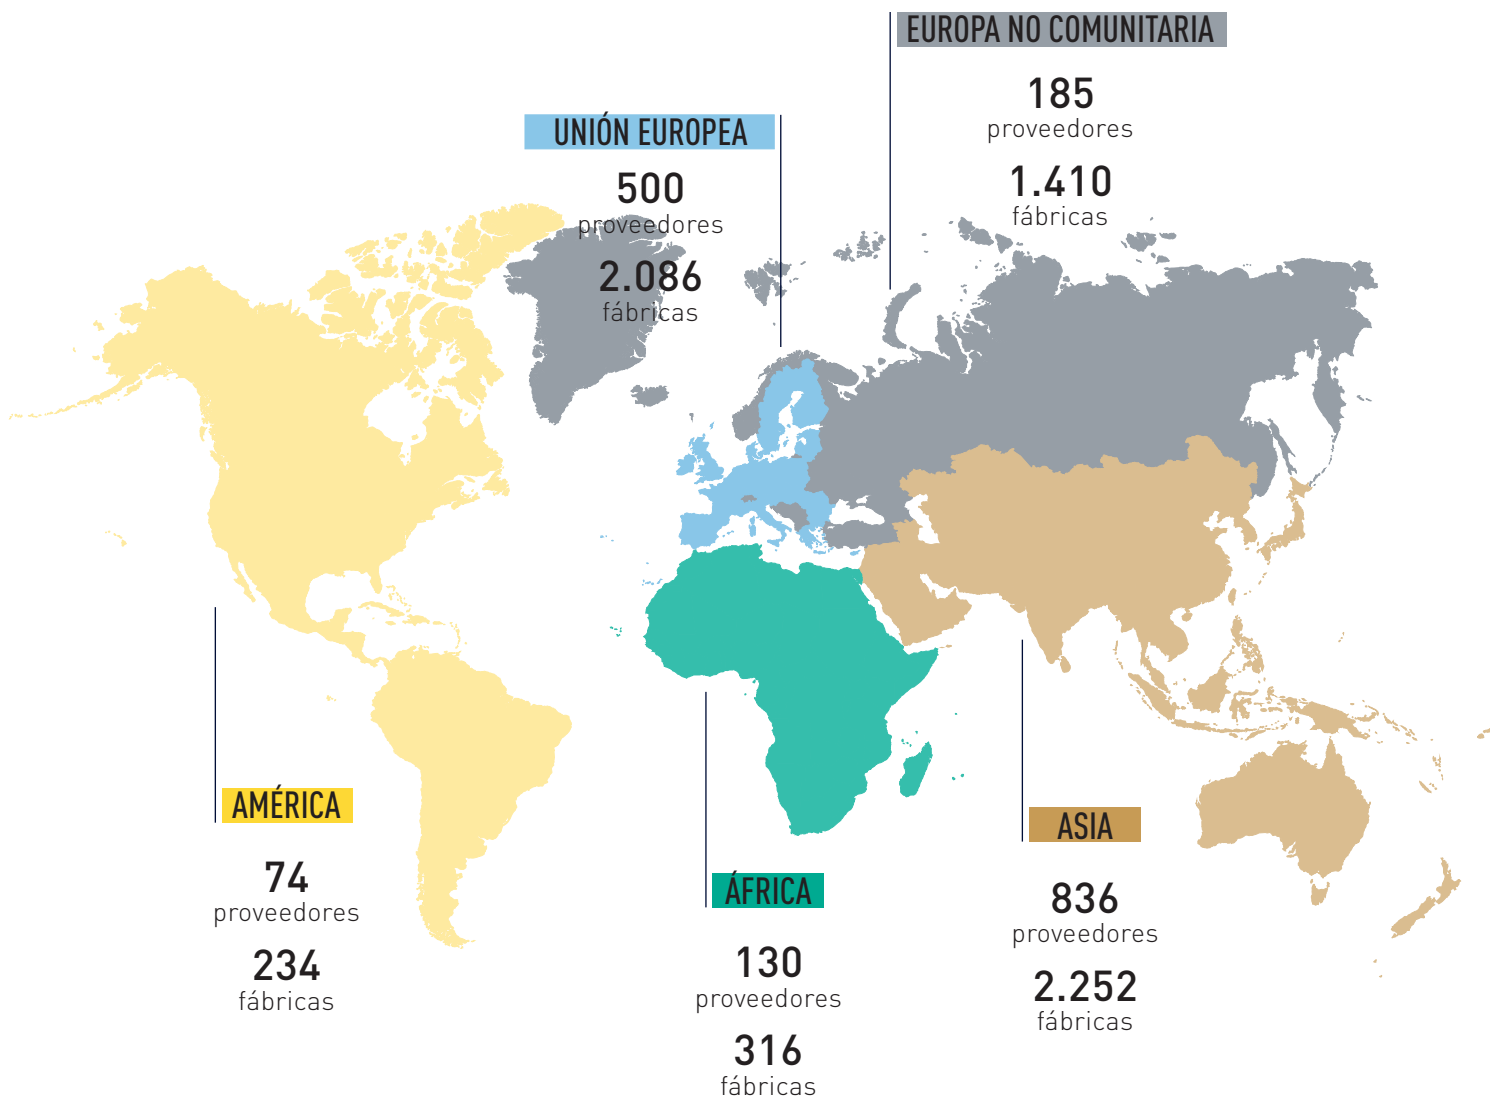 EUROPA NO COMUNITARIA
185
proveedores
1.410
fábricas
UNIÓN EUROPEA
500
proveedores
2.086
fábricas
AMÉRICA
74
proveedores
234
fábricas
ÁFRICA
130
proveedores
316
fábricas
ASIA
836
proveedores
2.252
fábricas